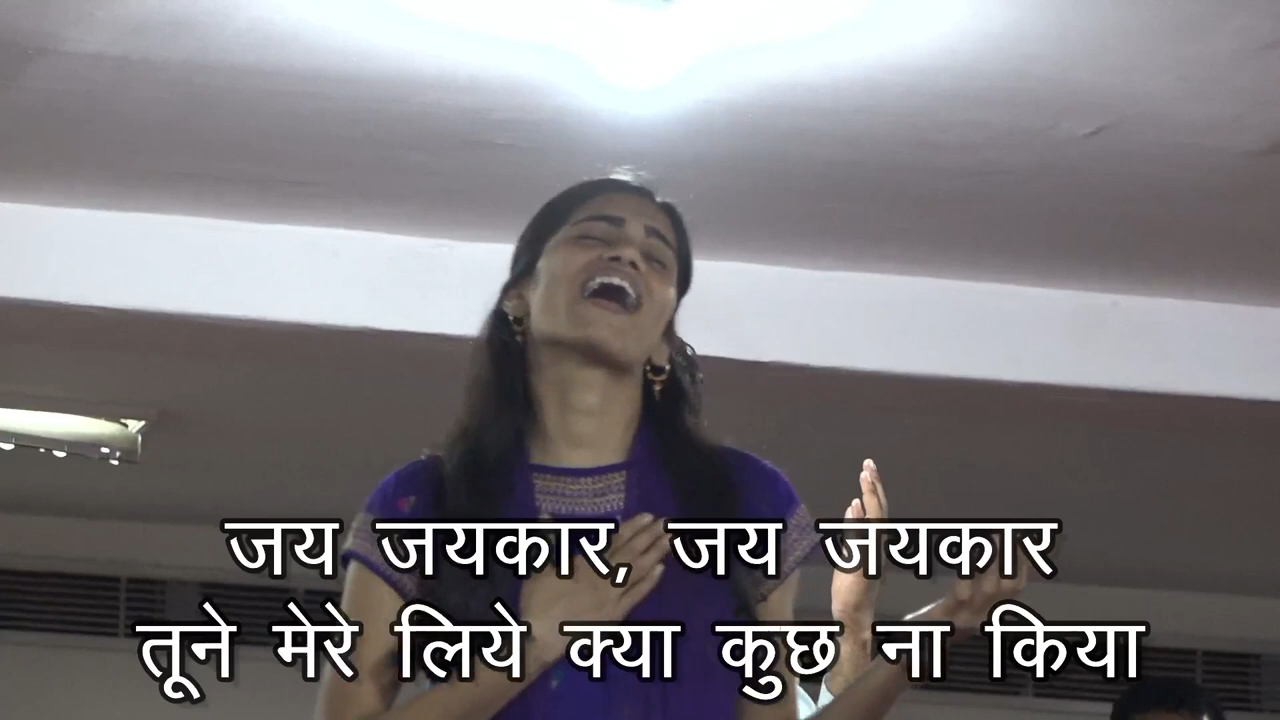 जय जयकार, जय जयकार
तूने मेरे लिये क्या कुछ ना किया